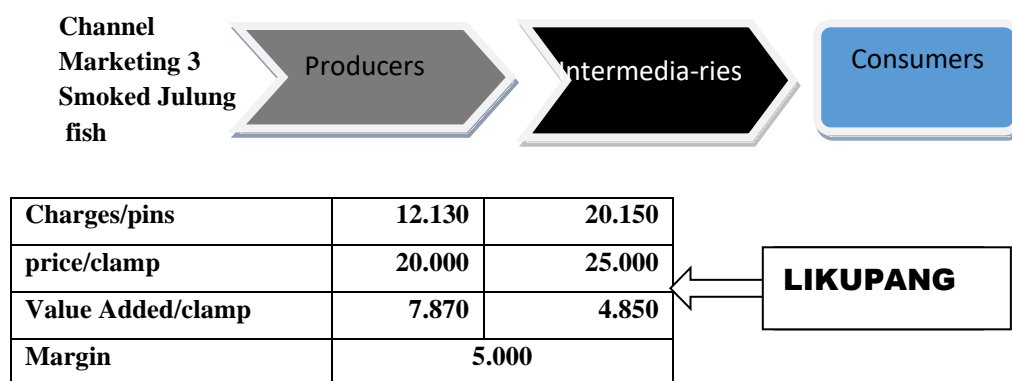 Channel
Marketing 3
Smoked Julung
fish
Producers
Intermedia-ries
Consumers
Charges/pins 12.130 20.150
price/clamp 20.000 25.000
Value Added/clamp 7.870 4.850
Margin 5.000
LIKUPANG